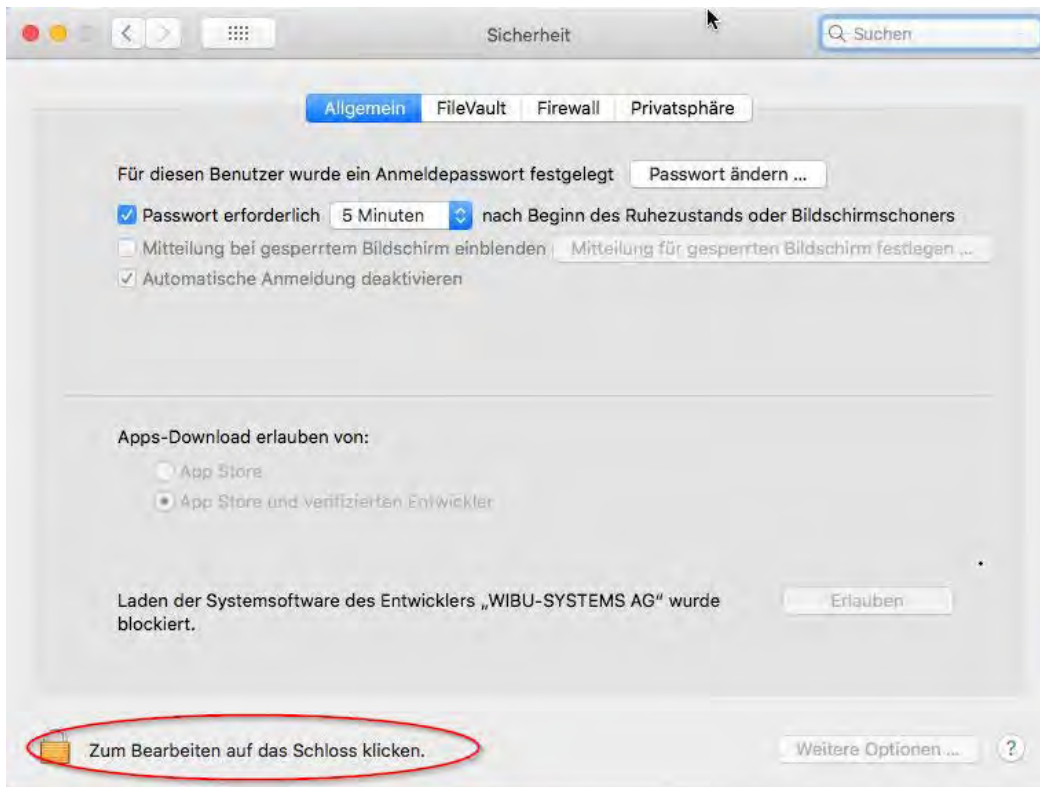 Sicherheit
Suchen
Allgemein FileVault Firewall Privatsphäre
Für diesen Benutzer wurde ein Anmeldepasswort festgelegt Passwort ändern ...
Passwort erforderlich 5 Minuten nach Beginn des Ruhezustands oder Bildschirmschoners
Mitteilung bei gesperrtem Bildschirm einblenden Mitteilung für gesperrten Bildschirm festlegen ...
Automatische Anmeldung deaktivieren
Apps-Download erlauben von:
App Store
App Store und verifizierten Entwickler
Laden der Systemsoftware des Entwicklers „WIBU-SYSTEMS AG“ wurde
blockiert.
Erlauben
Zum Bearbeiten auf das Schloss klicken.
Weitere Optionen ... ?